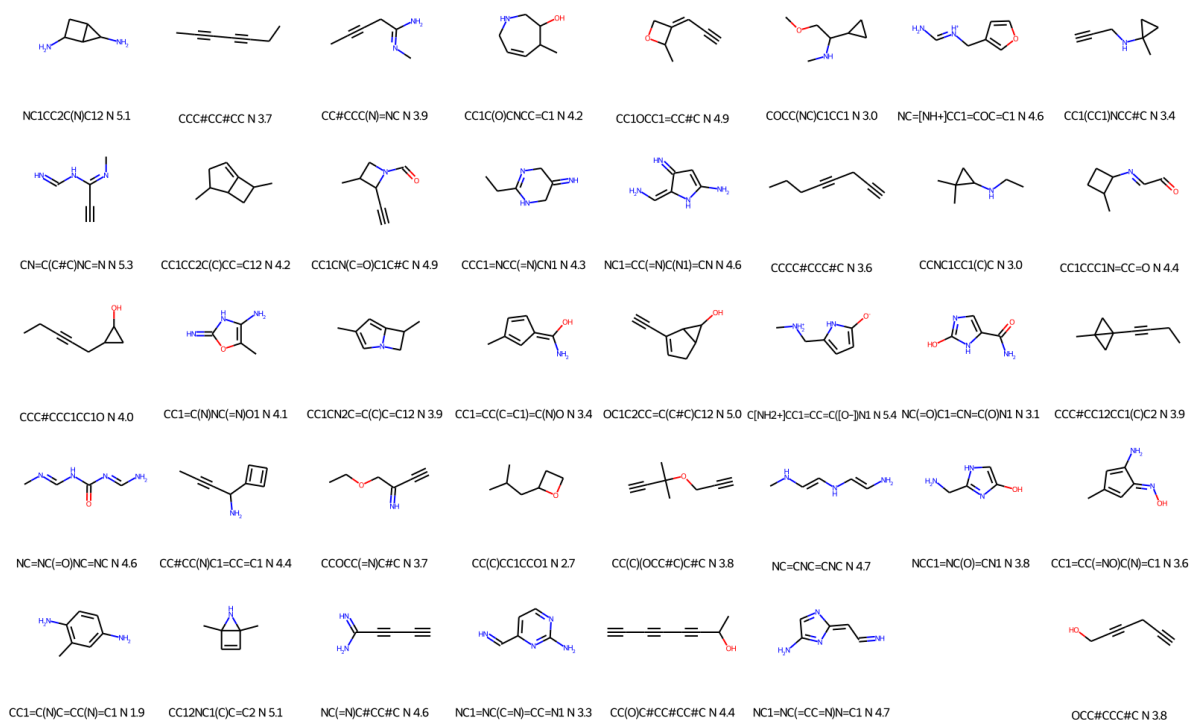 NC1CC2C(N)C12 N 5.1
CCC#CC#CC N 3.7
CC#CCC(N)=NC N 3.9
CC1C(O)CNCC=C1 N 4.2
CC1OCC1=CC#C N 4.9
COCC(NC)C1CC1 N 3.0
NC=[NH+]CC1=COC=C1 N 4.6
CC1(CC1)NCC#C N 3.4
CN=C(C#C)NC=N N 5.3
CC1CC2C(C)CC=C12 N 4.2
CC1CN(C=O)C1C#C N 4.9
CCC1=NCC(=N)CN1 N 4.3
NC1=CC(=N)C(N1)=CN N 4.6
CCCC#CCC#C N 3.6
CCNC1CC1(C)C N 3.0
CC1CCC1N=CC=O N 4.4
CCC#CCC1CC1O N 4.0
CC1=C(N)NC(=N)O1 N 4.1
CC1CN2C=C(C)C=C12 N 3.9
CC1=CC(C=C1)=C(N)O N 3.4
OC1C2CC=C(C#C)C12 N 5.0
C[NH2+]CC1=CC=C([O-])N1 N 5.4
NC(=O)C1=CN=C(O)N1 N 3.1
CCC#CC12CC1(C)C2 N 3.9
NC=NC(=O)NC=NC N 4.6
CC#CC(N)C1=CC=C1 N 4.4
CCOCC(=N)C#C N 3.7
CC(C)CC1CCO1 N 2.7
CC(C)(OCC#C)C#C N 3.8
NC=CNC=CNC N 4.7
NCC1=NC(O)=CN1 N 3.8
CC1=CC(=NO)C(N)=C1 N 3.6
CC1=C(N)C=CC(N)=C1 N 1.9
CC12NC1(C)C=C2 N 5.1
NC(=N)C#CC#C N 4.6
NC1=NC(C=N)=CC=N1 N 3.3
CC(O)C#CC#CC#C N 4.4
NC1=NC(=CC=N)N=C1 N 4.7
OCC#CCC#C N 3.8